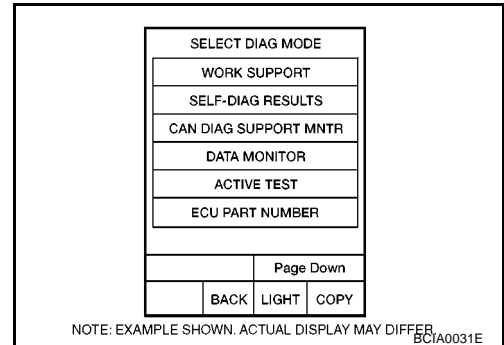 SELECT DIAG MODE
WORK SUPPORT
SELF-DIAG RESULTS
CAN DIAG SUPPORT MNTR
DATA MONITOR
ACTIVE TEST
ECU PART NUMBER
Page Down
BACK LIGHT COPY
NOTE: EXAMPLE SHOWN. ACTUAL DISPLAY MAY DIFFER.
BCIA0031E